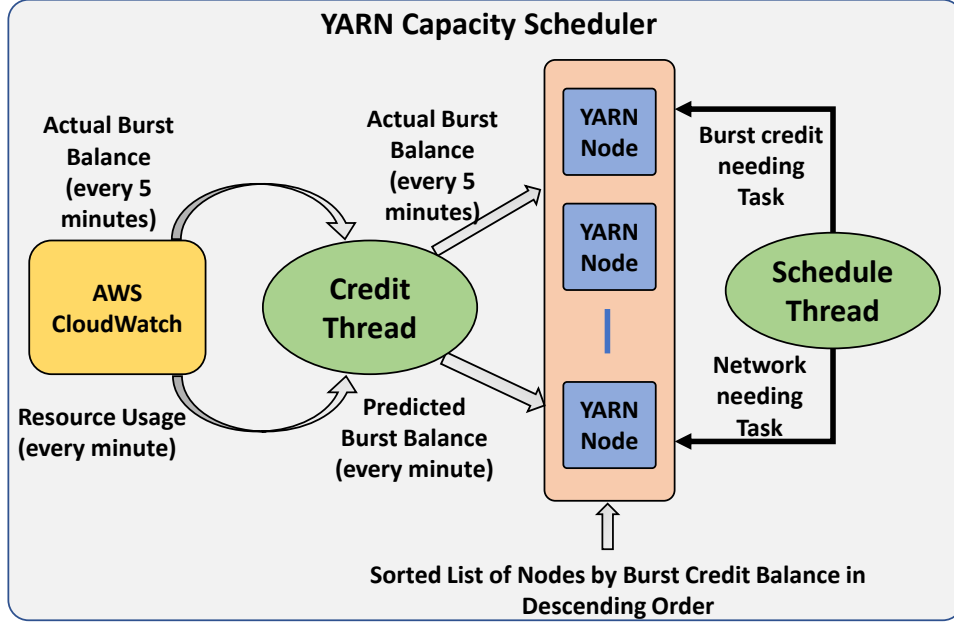 YARN Capacity Scheduler
Actual Burst
Balance
(every 5
minutes)
AWS
CloudWatch
Resource Usage
(every minute)
Credit
Thread
Actual Burst
Balance
(every 5
minutes)
Predicted
Burst Balance
(every minute)
YARN
Node
YARN
Node
YARN
Node
Burst credit
needing
Task
Schedule
Thread
Network
needing
Task
Sorted List of Nodes by Burst Credit Balance in
Descending Order